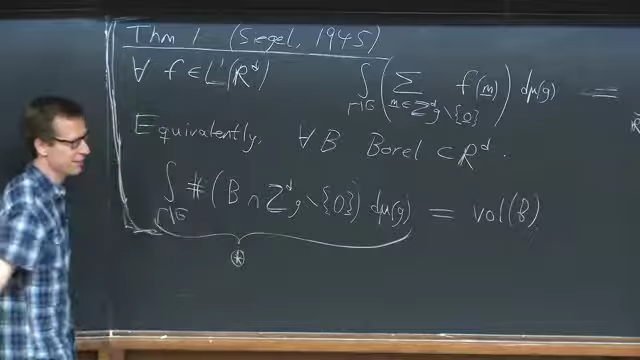 Thm 1 (Siegel, 1945)
∀ f ∈ L¹(ℝᵈ) ∫_{Γ\G} ( Σ_{m ∈ ℤᵈg \ {0}} f(m) ) dμ(g) =
Equivalently, ∀ B Borel ⊂ ℝᵈ.
∫_{Γ\G} # ( B ∩ ℤᵈg \ {0} ) dμ(g) = vol(B)
⊛